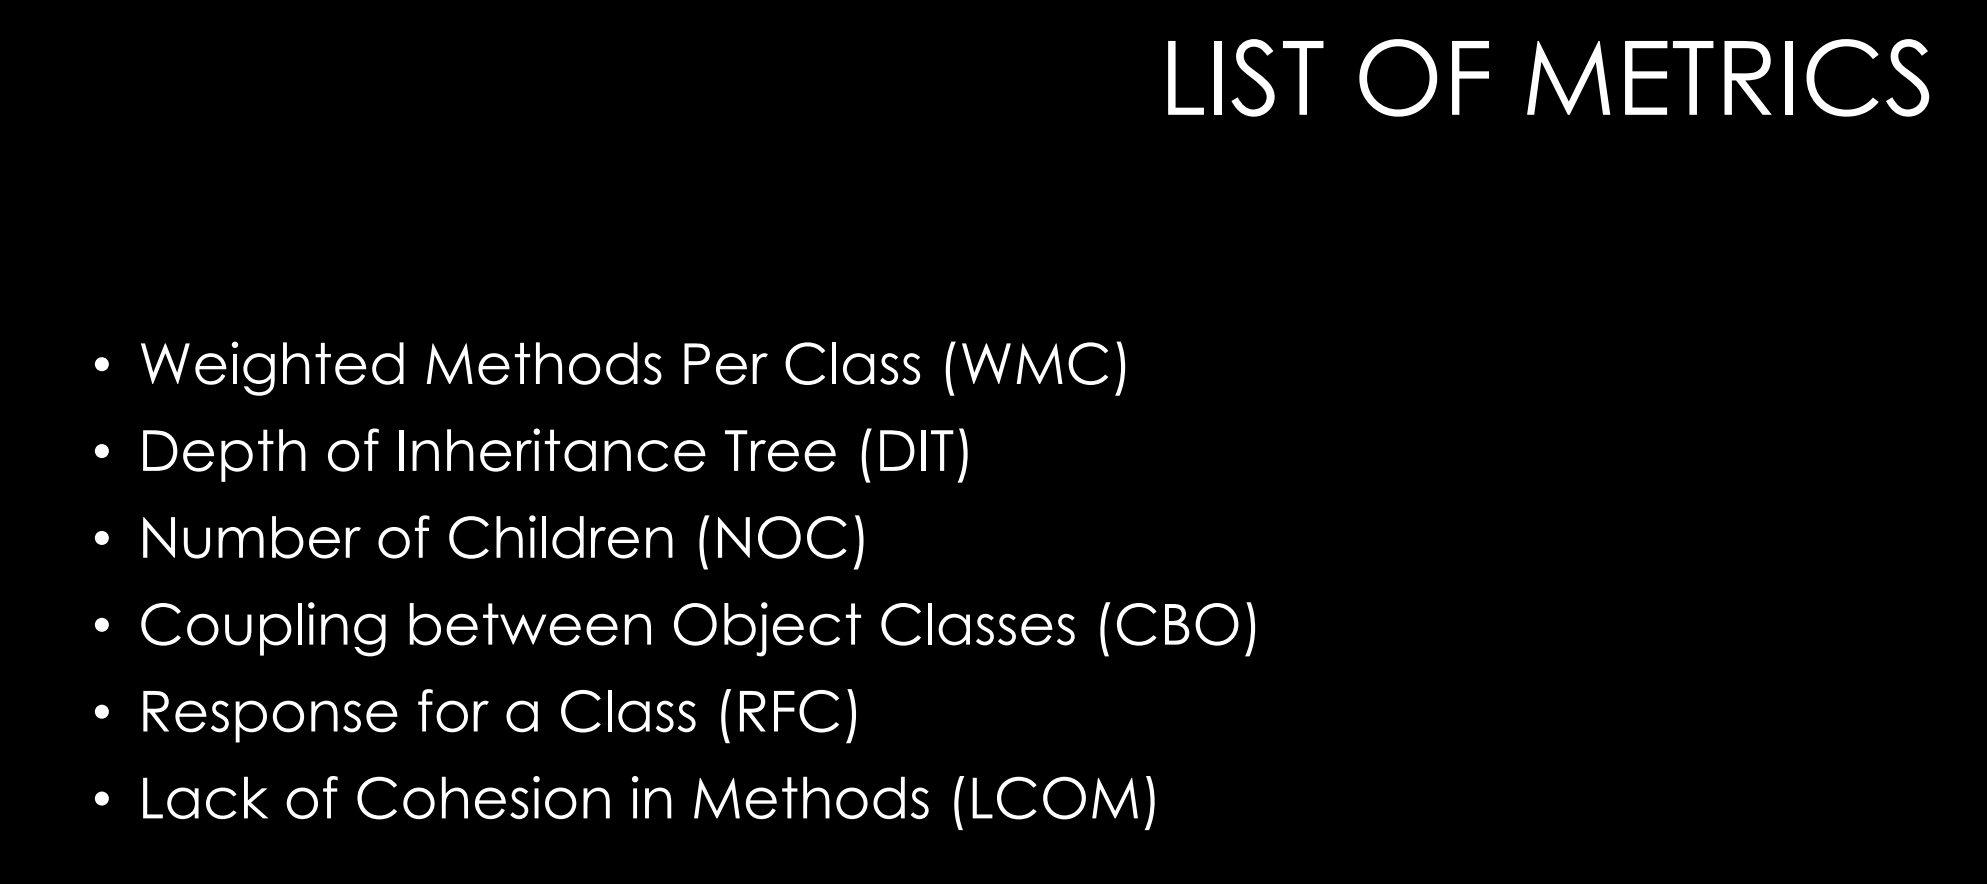 LIST OF METRICS
• Weighted Methods Per Class (WMC)
• Depth of Inheritance Tree (DIT)
• Number of Children (NOC)
• Coupling between Object Classes (CBO)
• Response for a Class (RFC)
• Lack of Cohesion in Methods (LCOM)